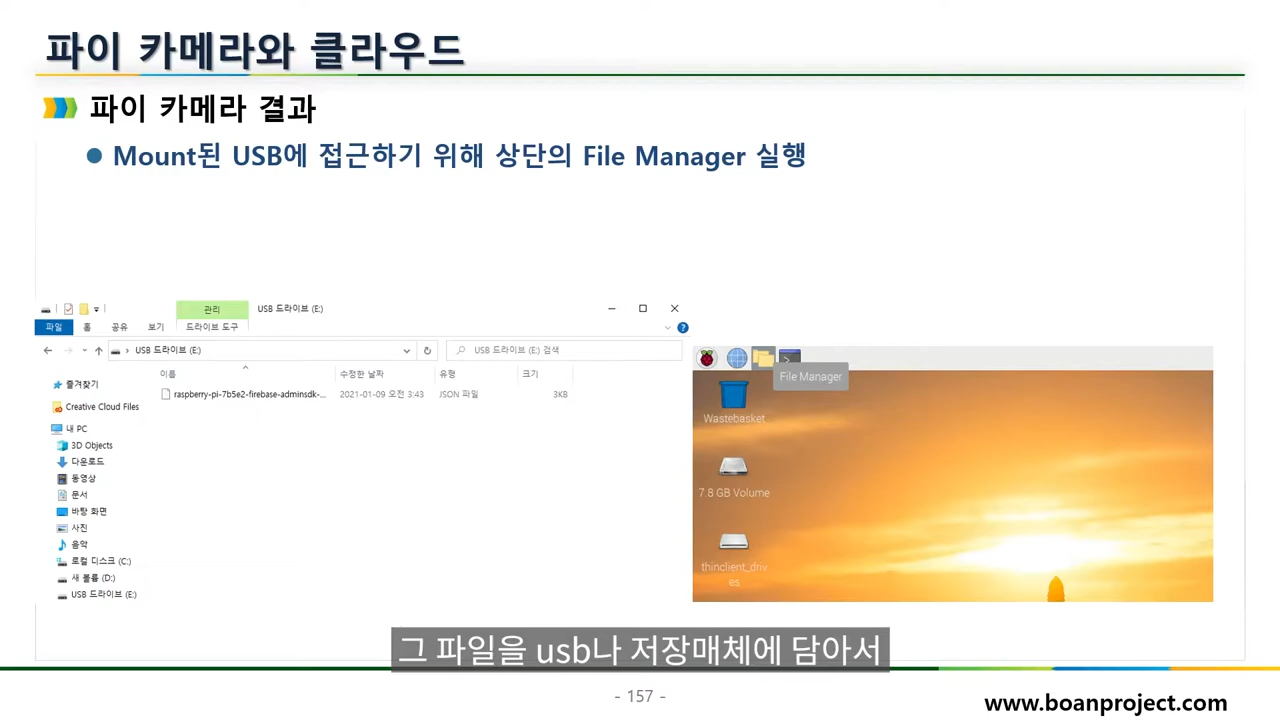 파이 카메라와 클라우드
파이 카메라 결과
Mount된 USB에 접근하기 위해 상단의 File Manager 실행
관리
USB 드라이브 (E:)
파일
홈
공유
보기
드라이브 도구
USB 드라이브 (E:)
USB 드라이브 (E:) 검색
이름
수정한 날짜
유형
크기
raspberry-pi-7b5e2-firebase-adminsdk-...
2021-01-09 오전 3:43
JSON 파일
3KB
즐겨찾기
Creative Cloud Files
내 PC
3D Objects
다운로드
동영상
문서
바탕 화면
사진
음악
로컬 디스크 (C:)
새 볼륨 (D:)
USB 드라이브 (E:)
File Manager
Wastebasket
7.8 GB Volume
thinclient_driv
es
그 파일을 usb나 저장매체에 담아서
- 157 -
www.boanproject.com